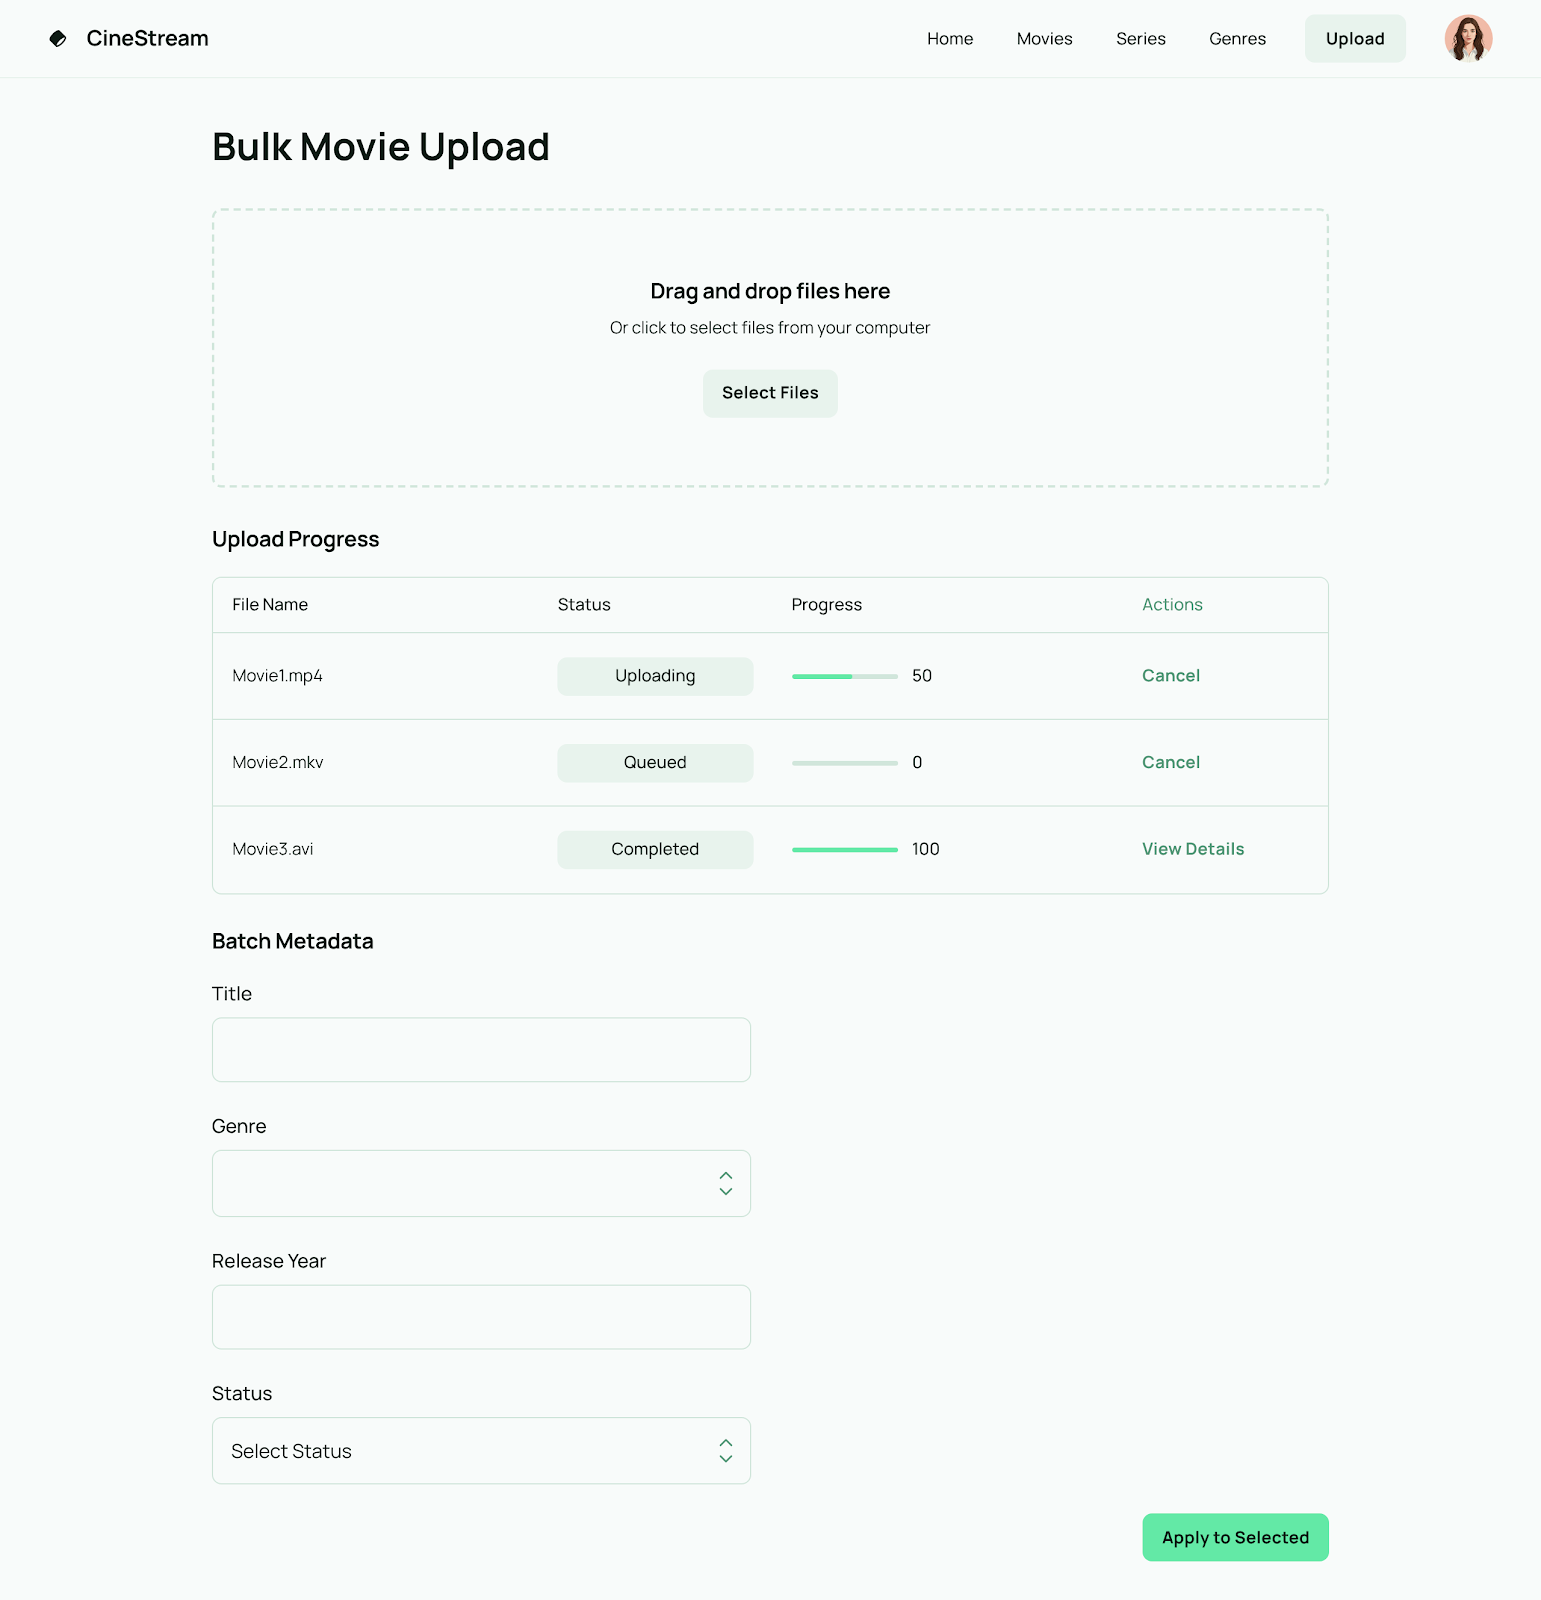 CineStream
Home Movies Series Genres Upload
Bulk Movie Upload
Drag and drop files here
Or click to select files from your computer
Select Files
Upload Progress
File Name Status Progress Actions
Movie1.mp4 Uploading 50 Cancel
Movie2.mkv Queued 0 Cancel
Movie3.avi Completed 100 View Details
Batch Metadata
Title
Genre
Release Year
Status
Select Status
Apply to Selected